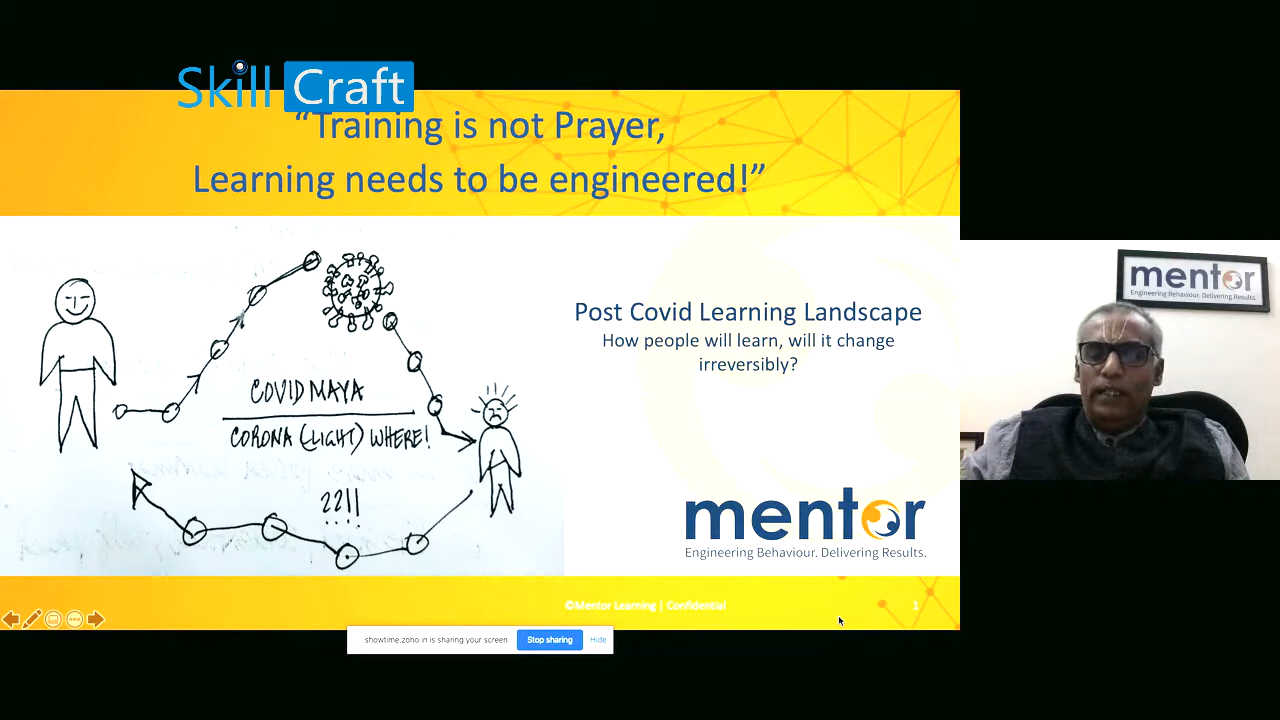 Skill Craft
“Training is not Prayer,
Learning needs to be engineered!”
COVID MAYA
CORONA (LIGHT) WHERE!
??!!
Post Covid Learning Landscape
How people will learn, will it change
irreversibly?
mentor
Engineering Behaviour. Delivering Results.
©Mentor Learning | Confidential
1
showtime.zoho.in is sharing your screen.
Stop sharing
Hide
mentor
Engineering Behaviour. Delivering Results.